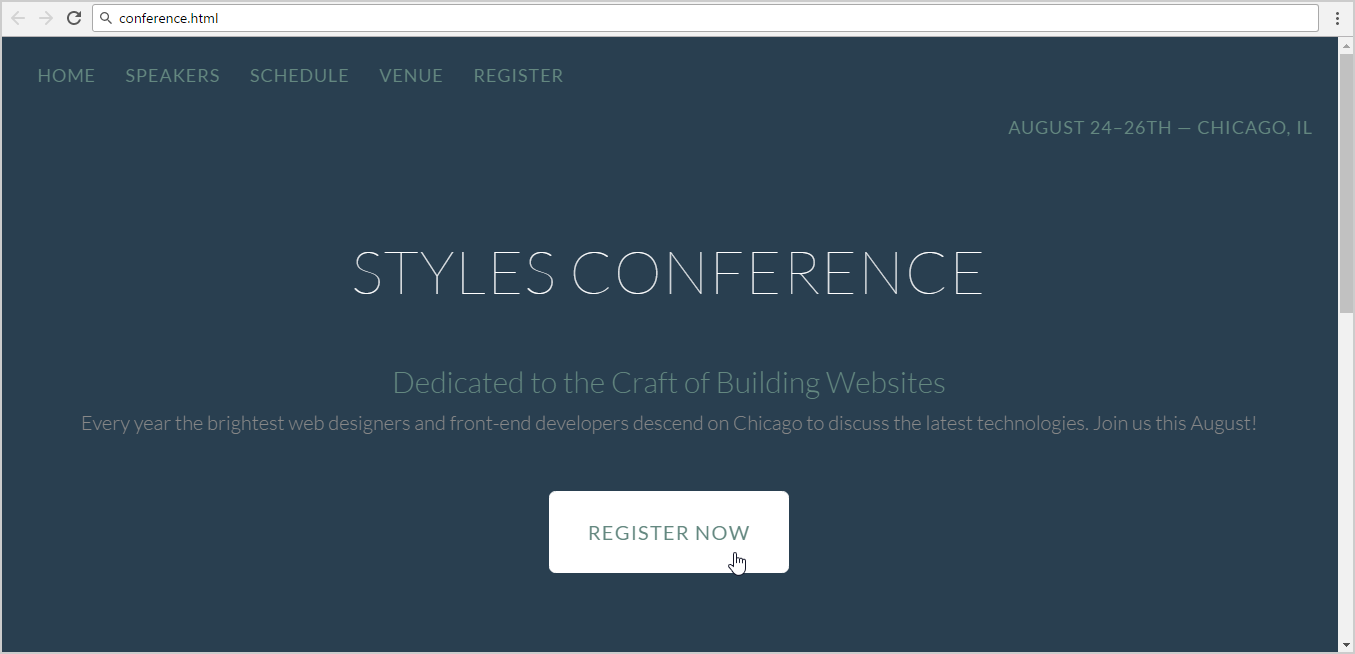 conference.html
HOME SPEAKERS SCHEDULE VENUE REGISTER
AUGUST 24–26TH — CHICAGO, IL
STYLES CONFERENCE
Dedicated to the Craft of Building Websites
Every year the brightest web designers and front-end developers descend on Chicago to discuss the latest technologies. Join us this August!
REGISTER NOW